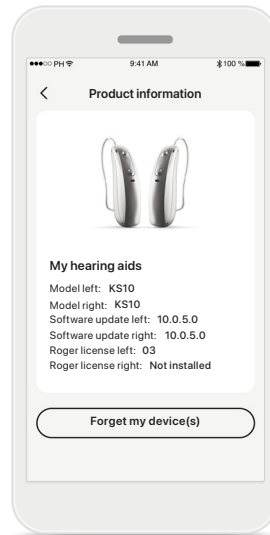 ●●●○○ PH 9:41 AM 100 %
Product information
My hearing aids
Model left: KS10
Model right: KS10
Software update left: 10.0.5.0
Software update right: 10.0.5.0
Roger license left: 03
Roger license right: Not installed
Forget my device(s)